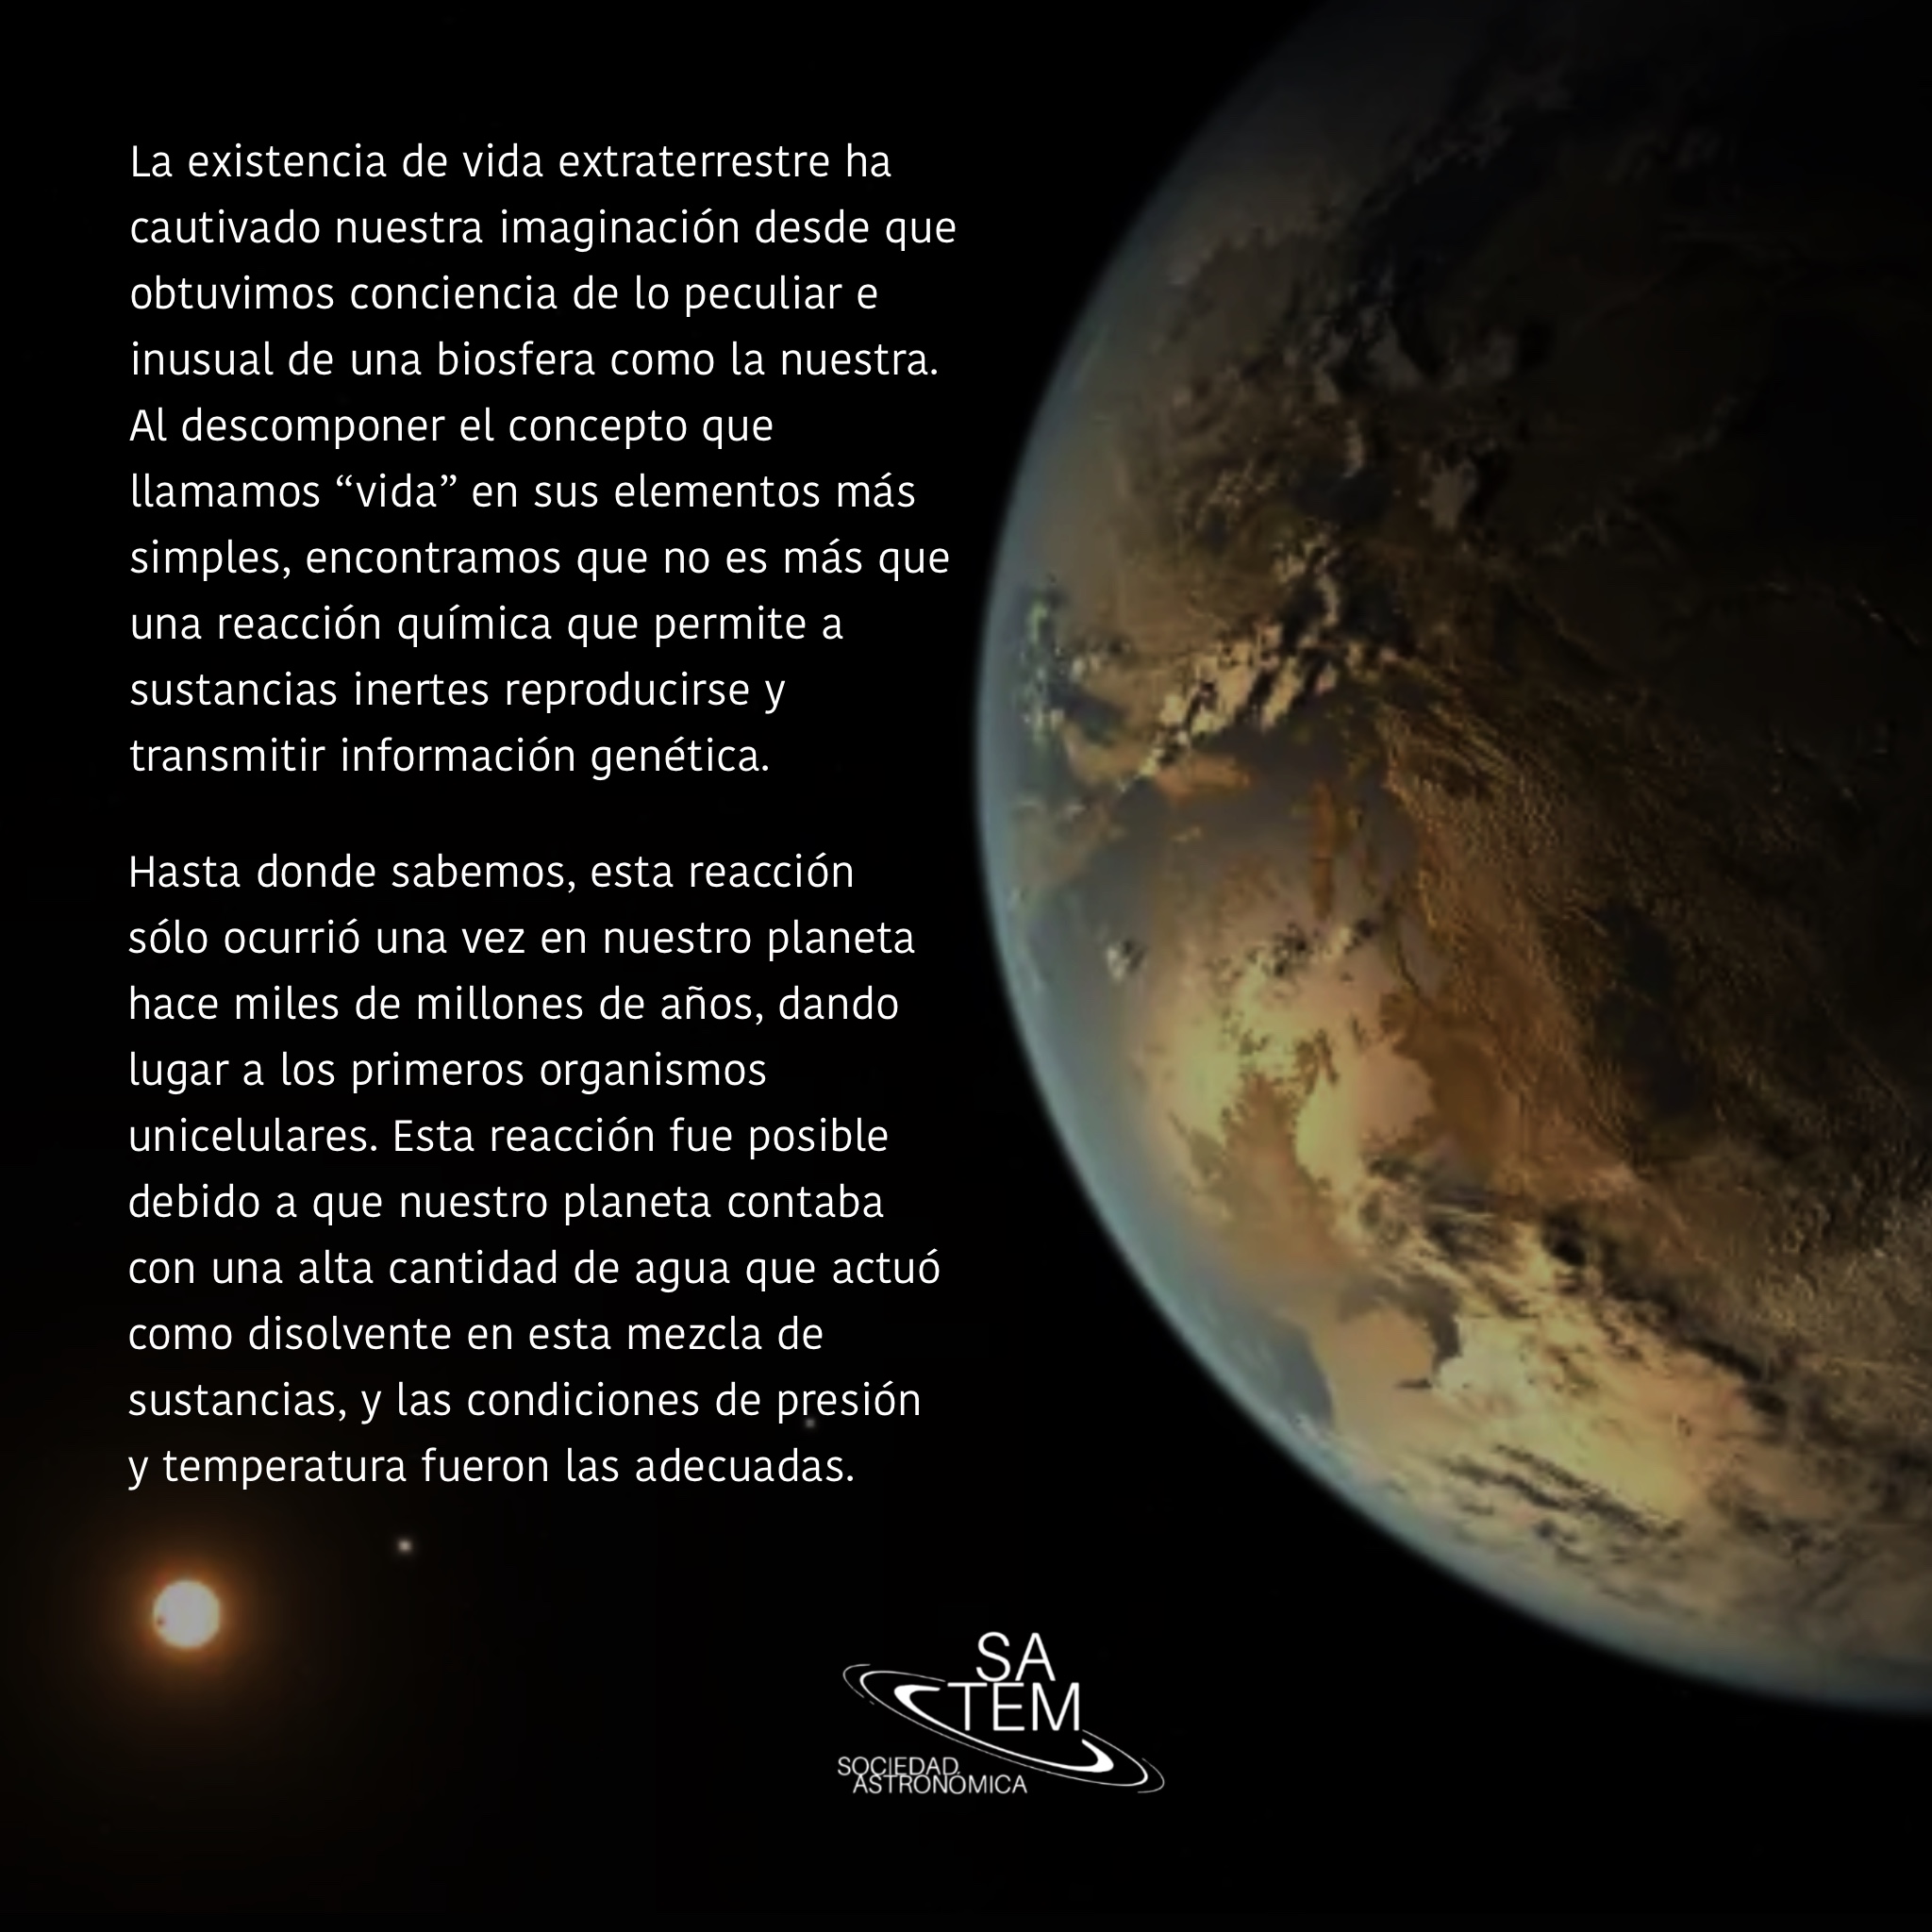 La existencia de vida extraterrestre ha
cautivado nuestra imaginación desde que
obtuvimos conciencia de lo peculiar e
inusual de una biosfera como la nuestra.
Al descomponer el concepto que
llamamos “vida” en sus elementos más
simples, encontramos que no es más que
una reacción química que permite a
sustancias inertes reproducirse y
transmitir información genética.
Hasta donde sabemos, esta reacción
sólo ocurrió una vez en nuestro planeta
hace miles de millones de años, dando
lugar a los primeros organismos
unicelulares. Esta reacción fue posible
debido a que nuestro planeta contaba
con una alta cantidad de agua que actuó
como disolvente en esta mezcla de
sustancias, y las condiciones de presión
y temperatura fueron las adecuadas.
SA
TEM
SOCIEDAD
ASTRONÓMICA